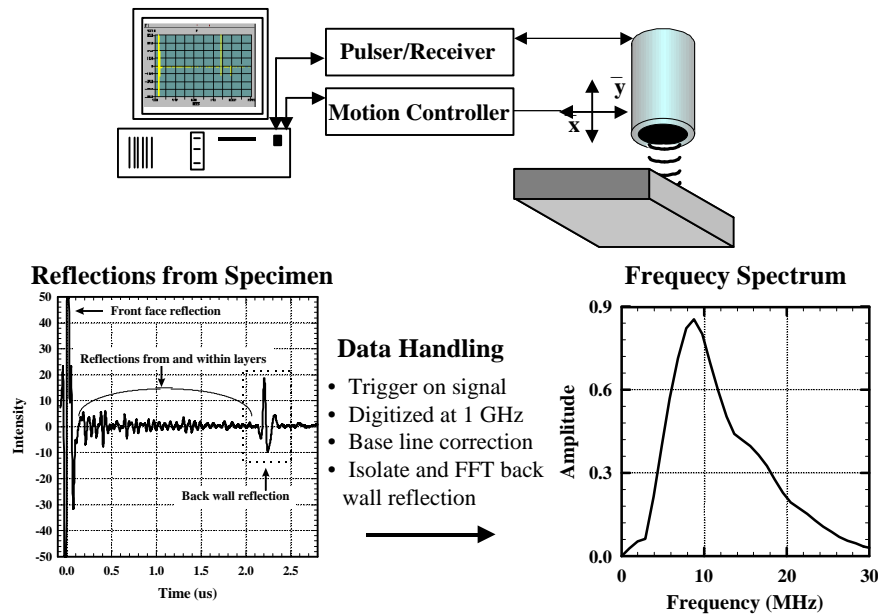 Pulser/Receiver
Motion Controller
y
x
Reflections from Specimen
50
40
30
20
10
0
-10
-20
-30
-40
-50
Intensity
Front face reflection
Reflections from and within layers
Back wall reflection
0.0 0.5 1.0 1.5 2.0 2.5
Time (us)
Data Handling
• Trigger on signal
• Digitized at 1 GHz
• Base line correction
• Isolate and FFT back
wall reflection
Frequecy Spectrum
0.9
0.6
0.3
0.0
Amplitude
0 10 20 30
Frequency (MHz)